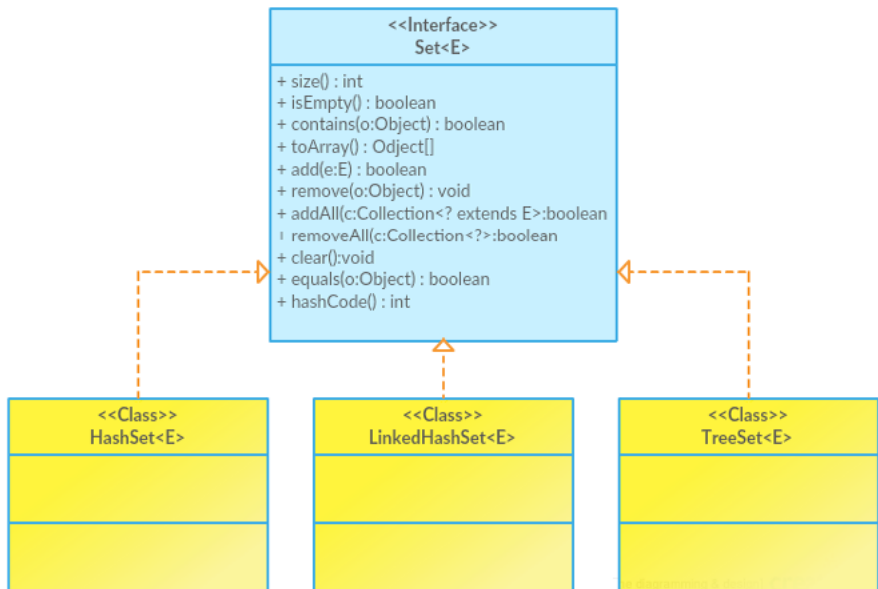 <<Interface>>
Set<E>
+ size() : int
+ isEmpty() : boolean
+ contains(o:Object) : boolean
+ toArray() : Odject[]
+ add(e:E) : boolean
+ remove(o:Object) : void
+ addAll(c:Collection<? extends E>:boolean
+ removeAll(c:Collection<?>:boolean
+ clear():void
+ equals(o:Object) : boolean
+ hashCode() : int
<<Class>>
HashSet<E>
<<Class>>
LinkedHashSet<E>
<<Class>>
TreeSet<E>